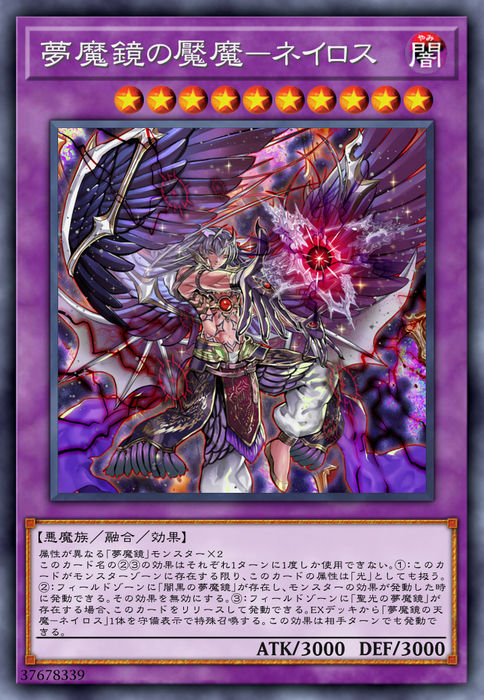 夢魔鏡の魘魔－ネイロス
やみ
闇
【悪魔族／融合／効果】
属性が異なる「夢魔鏡」モンスター×2
このカード名の②③の効果はそれぞれ1ターンに1度しか使用できない。①：このカ
ードがモンスターゾーンに存在する限り、このカードの属性は「光」としても扱う。
②：フィールドゾーンに「闇黒の夢魔鏡」が存在し、モンスターの効果が発動した時
に発動できる。その効果を無効にする。③：フィールドゾーンに「聖光の夢魔鏡」が
存在する場合、このカードをリリースして発動できる。EXデッキから「夢魔鏡の天
魔－ネイロス」1体を守備表示で特殊召喚する。この効果は相手ターンでも発動で
きる。
ATK/3000 DEF/3000
37678339